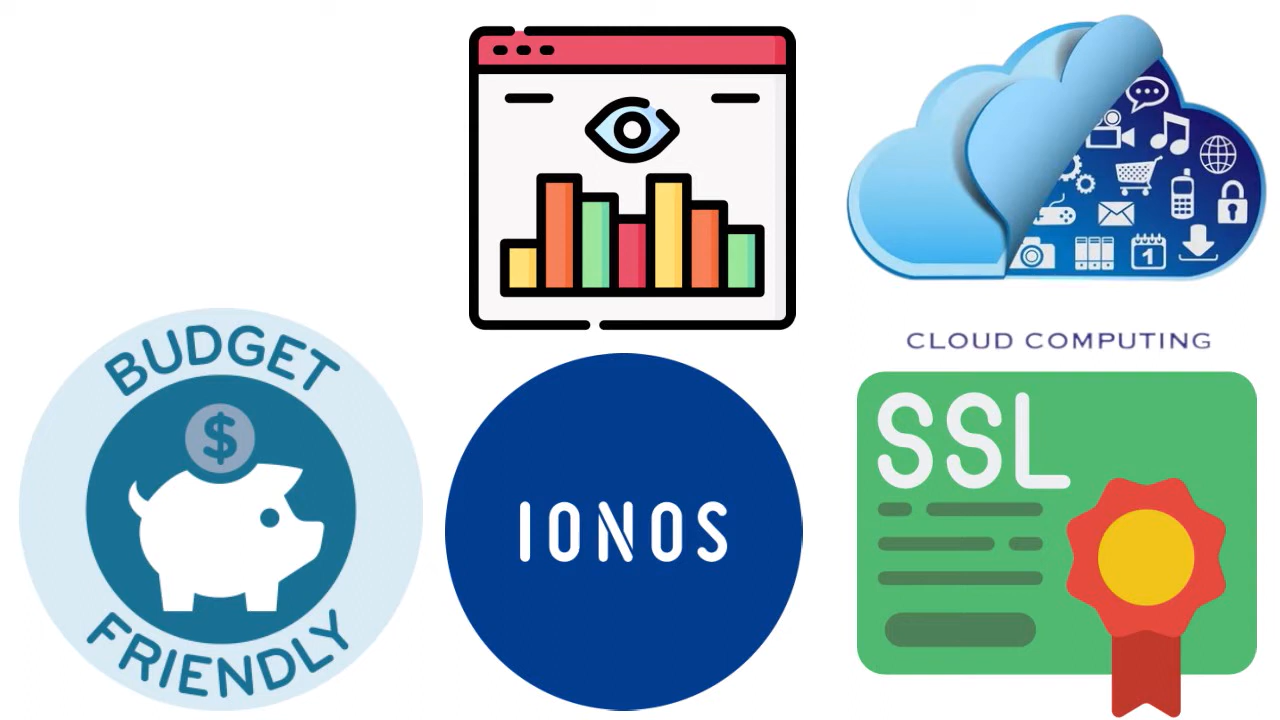 CLOUD COMPUTING
BUDGET
$
FRIENDLY
IONOS
SSL
1